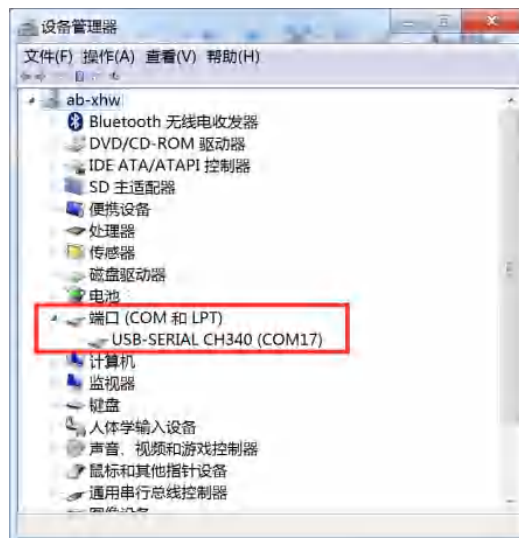 设备管理器
文件(F) 操作(A) 查看(V) 帮助(H)
ab-xhw
Bluetooth 无线电收发器
DVD/CD-ROM 驱动器
IDE ATA/ATAPI 控制器
SD 主适配器
便携设备
处理器
传感器
磁盘驱动器
电池
端口 (COM 和 LPT)
USB-SERIAL CH340 (COM17)
计算机
监视器
键盘
人体学输入设备
声音、视频和游戏控制器
鼠标和其他指针设备
通用串行总线控制器